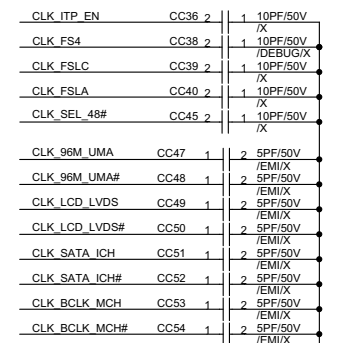 CLK_ITP_EN CC36 2 1 10PF/50V
/X
CLK_FS4 CC38 2 1 10PF/50V
/DEBUG/X
CLK_FSLC CC39 2 1 10PF/50V
/X
CLK_FSLA CC40 2 1 10PF/50V
/X
CLK_SEL_48# CC45 2 1 10PF/50V
/X
CLK_96M_UMA CC47 1 2 5PF/50V
/EMI/X
CLK_96M_UMA# CC48 1 2 5PF/50V
/EMI/X
CLK_LCD_LVDS CC49 1 2 5PF/50V
/EMI/X
CLK_LCD_LVDS# CC50 1 2 5PF/50V
/EMI/X
CLK_SATA_ICH CC51 1 2 5PF/50V
/EMI/X
CLK_SATA_ICH# CC52 1 2 5PF/50V
/EMI/X
CLK_BCLK_MCH CC53 1 2 5PF/50V
/EMI/X
CLK_BCLK_MCH# CC54 1 2 5PF/50V
/EMI/X